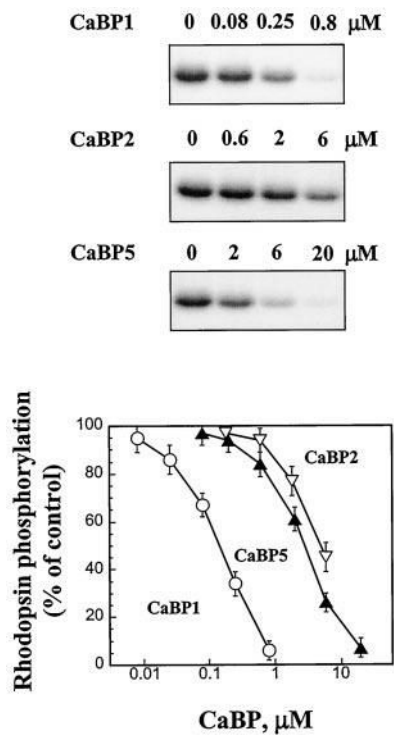 CaBP1 0 0.08 0.25 0.8 μM
CaBP2 0 0.6 2 6 μM
CaBP5 0 2 6 20 μM
Rhodopsin phosphorylation
(% of control)
100
80
60
40
20
0
CaBP2
CaBP5
CaBP1
0.01 0.1 1 10
CaBP, μM